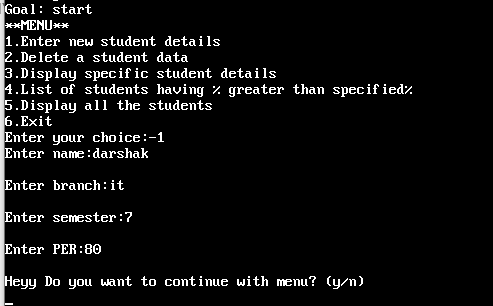 Goal: start
**MENU**
1.Enter new student details
2.Delete a student data
3.Display specific student details
4.List of students having % greater than specified%
5.Display all the students
6.Exit
Enter your choice:-1
Enter name:darshak
Enter branch:it
Enter semester:7
Enter PER:80
Heyy Do you want to continue with menu? (y/n)